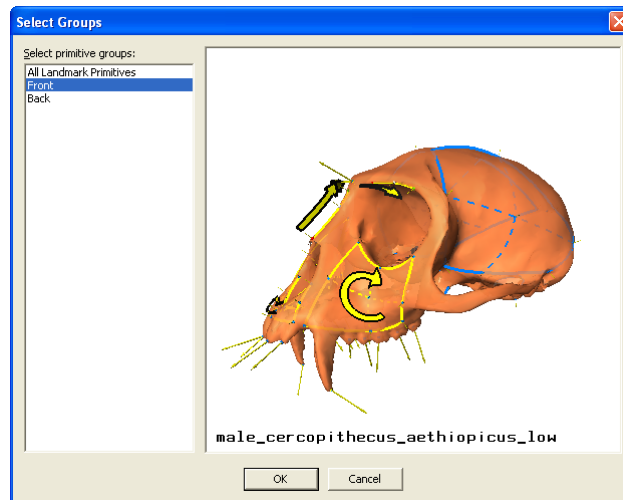 Select Groups
Select primitive groups:
All Landmark Primitives
Front
Back
male_cercopithecus_aethiopicus_low
OK
Cancel